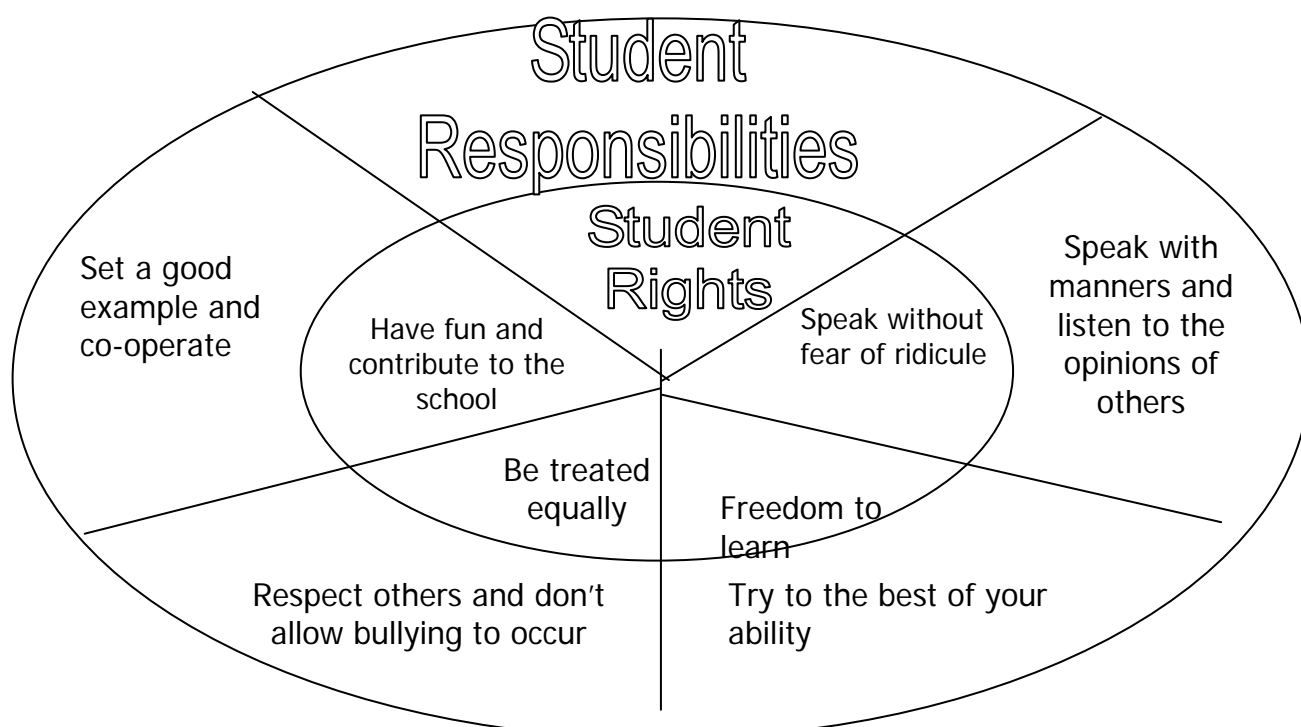 Student
Responsibilities
Student
Rights
Set a good
example and
co-operate
Have fun and
contribute to the
school
Speak without
fear of ridicule
Speak with
manners and
listen to the
opinions of
others
Be treated
equally
Freedom to
learn
Respect others and don't
allow bullying to occur
Try to the best of your
ability